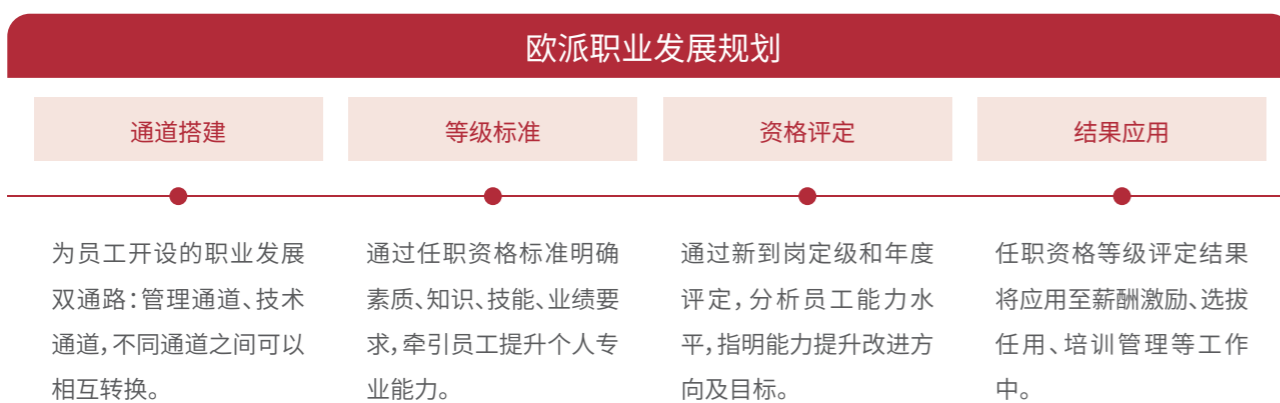 欧派职业发展规划
通道搭建
为员工开设的职业发展
双通路：管理通道、技术
通道，不同通道之间可以
相互转换。
等级标准
通过任职资格标准明确
素质、知识、技能、业绩要
求，牵引员工提升个人专
业能力。
资格评定
通过新到岗定级和年度
评定，分析员工能力水
平，指明能力提升改进方
向及目标。
结果应用
任职资格等级评定结果
将应用至薪酬激励、选拔
任用、培训管理等工作
中。